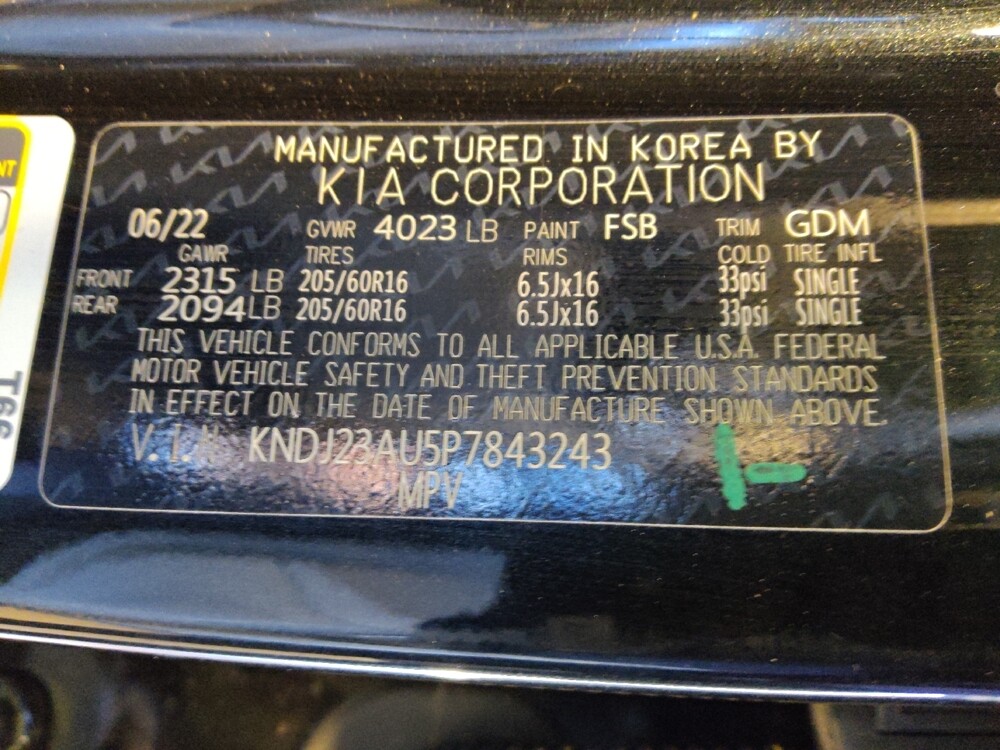 MANUFACTURED IN KOREA BY
KIA CORPORATION
06/22 GVWR 4023 LB PAINT FSB TRIM GDM
GAWR TIRES RIMS COLD TIRE INFL
FRONT 2315 LB 205/60R16 6.5Jx16 33psi SINGLE
REAR 2094 LB 205/60R16 6.5Jx16 33psi SINGLE
THIS VEHICLE CONFORMS TO ALL APPLICABLE U.S.A. FEDERAL
MOTOR VEHICLE SAFETY AND THEFT PREVENTION STANDARDS
IN EFFECT ON THE DATE OF MANUFACTURE SHOWN ABOVE.
V.I.N KNDJ23AU5P7843243
MPV